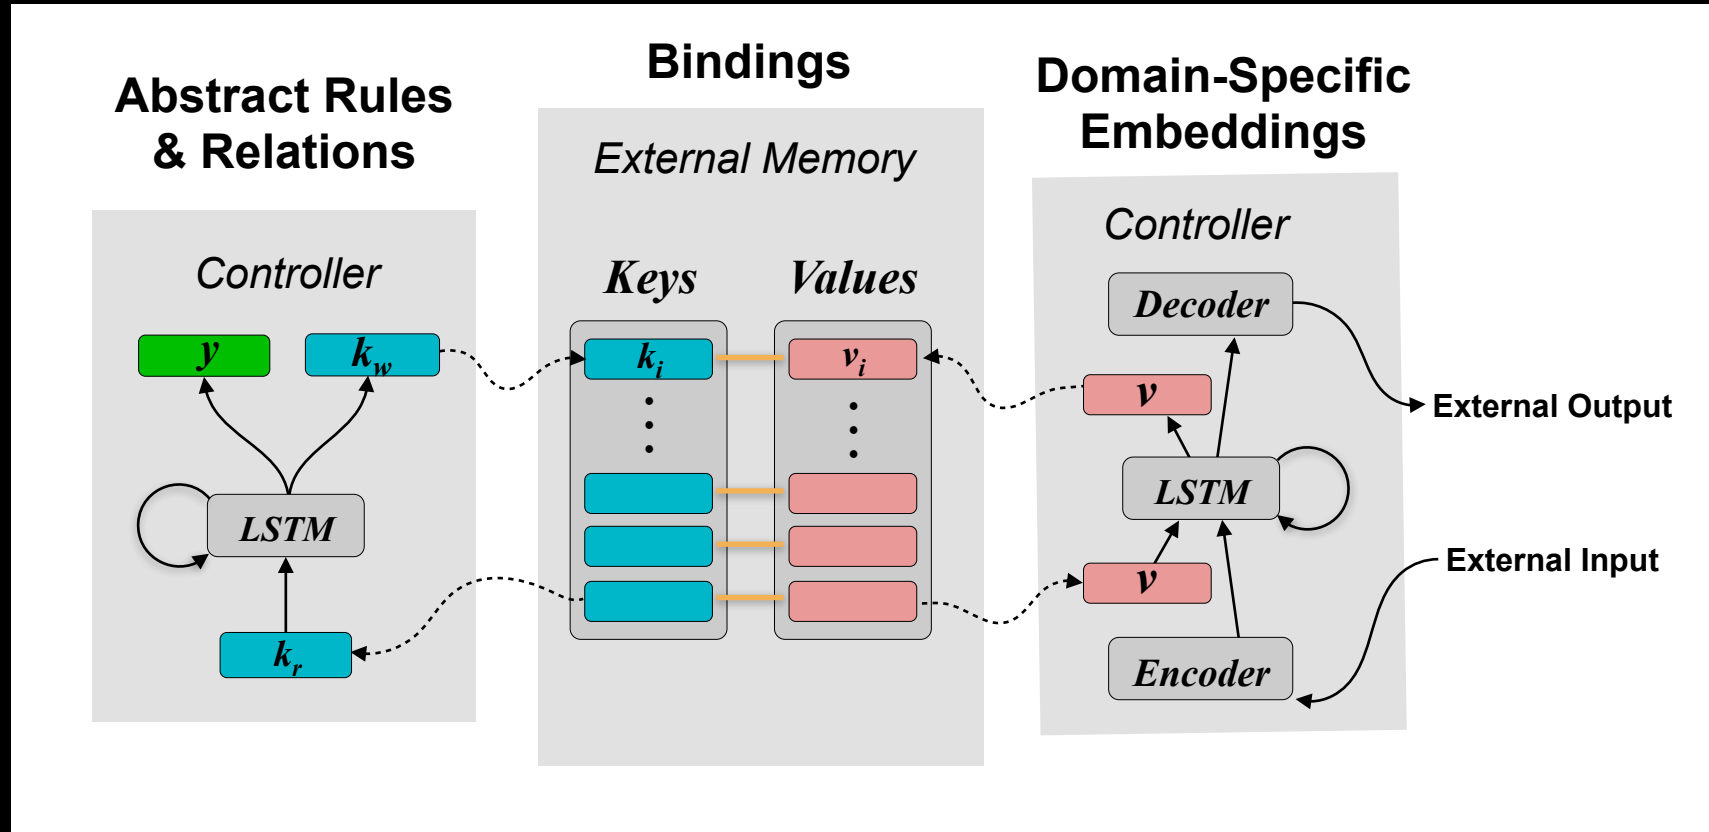 Abstract Rules
& Relations
Controller
y
k_w
LSTM
k_r
Bindings
External Memory
Keys
Values
k_i
v_i
Domain-Specific
Embeddings
Controller
Decoder
v
LSTM
v
Encoder
External Output
External Input